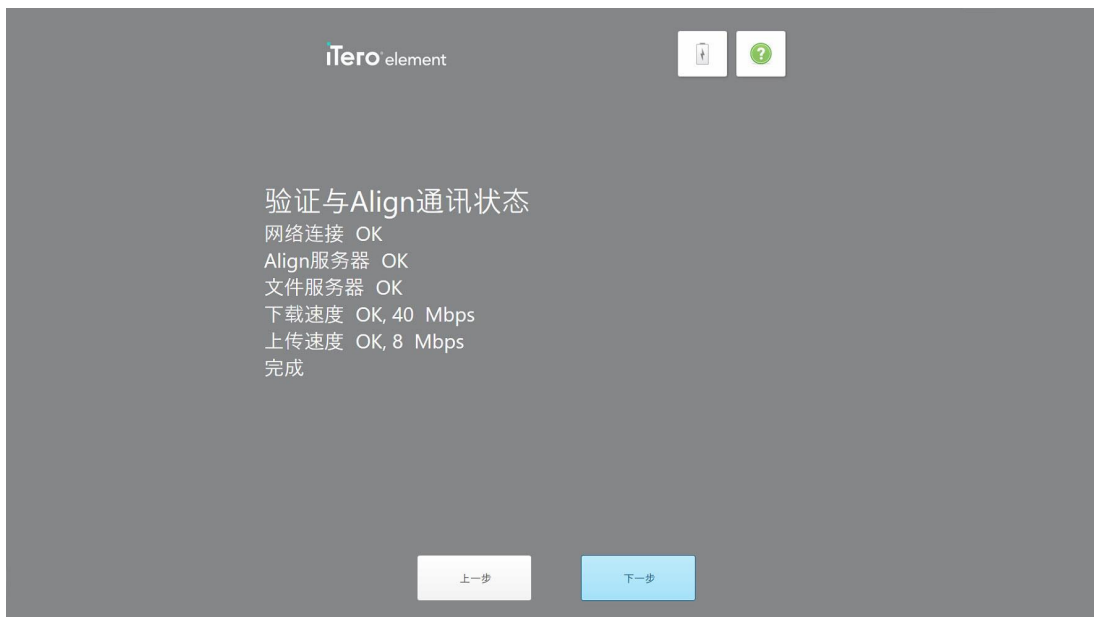 iTero element
?
验证与Align通讯状态
网络连接 OK
Align服务器 OK
文件服务器 OK
下载速度 OK, 40 Mbps
上传速度 OK, 8 Mbps
完成
上一步
下一步